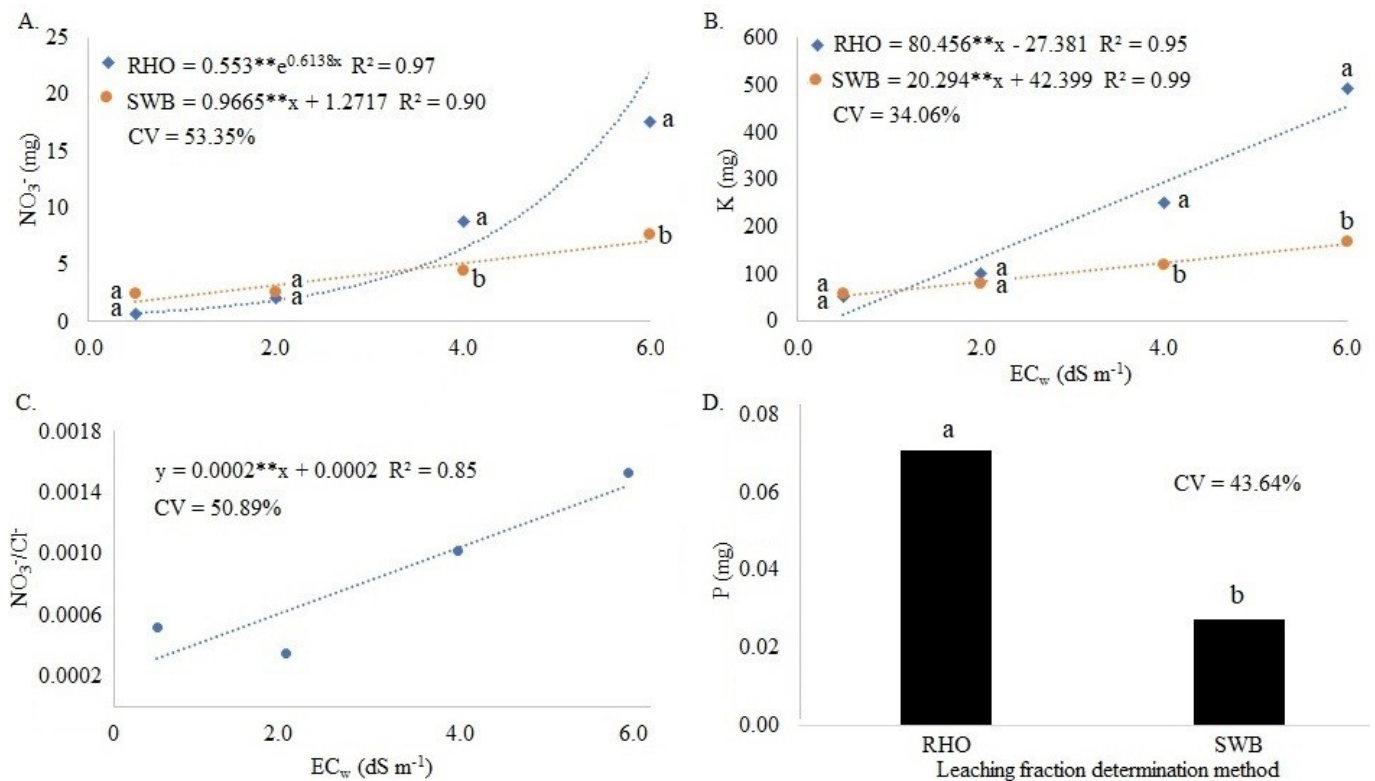 A.
25
20
15
10
5
0
NO₃⁻ (mg)
RHO = 0.553**e^0.6138x R² = 0.97
SWB = 0.9665**x + 1.2717 R² = 0.90
CV = 53.35%
a
a
b
a
a
a
a
b
0.0 2.0 4.0 6.0
B.
600
500
400
300
200
100
0
K (mg)
RHO = 80.456**x - 27.381 R² = 0.95
SWB = 20.294**x + 42.399 R² = 0.99
CV = 34.06%
a
a
b
a
a
a
a
b
0.0 2.0 4.0 6.0
EC_w (dS m⁻¹)
C.
0.0018
0.0014
0.0010
0.0006
0.0002
NO₃⁻/Cl⁻
y = 0.0002**x + 0.0002 R² = 0.85
CV = 50.89%
0 2.0 4.0 6.0
EC_w (dS m⁻¹)
D.
0.08
0.06
0.04
0.02
0.00
P (mg)
a
CV = 43.64%
b
RHO SWB
Leaching fraction determination method